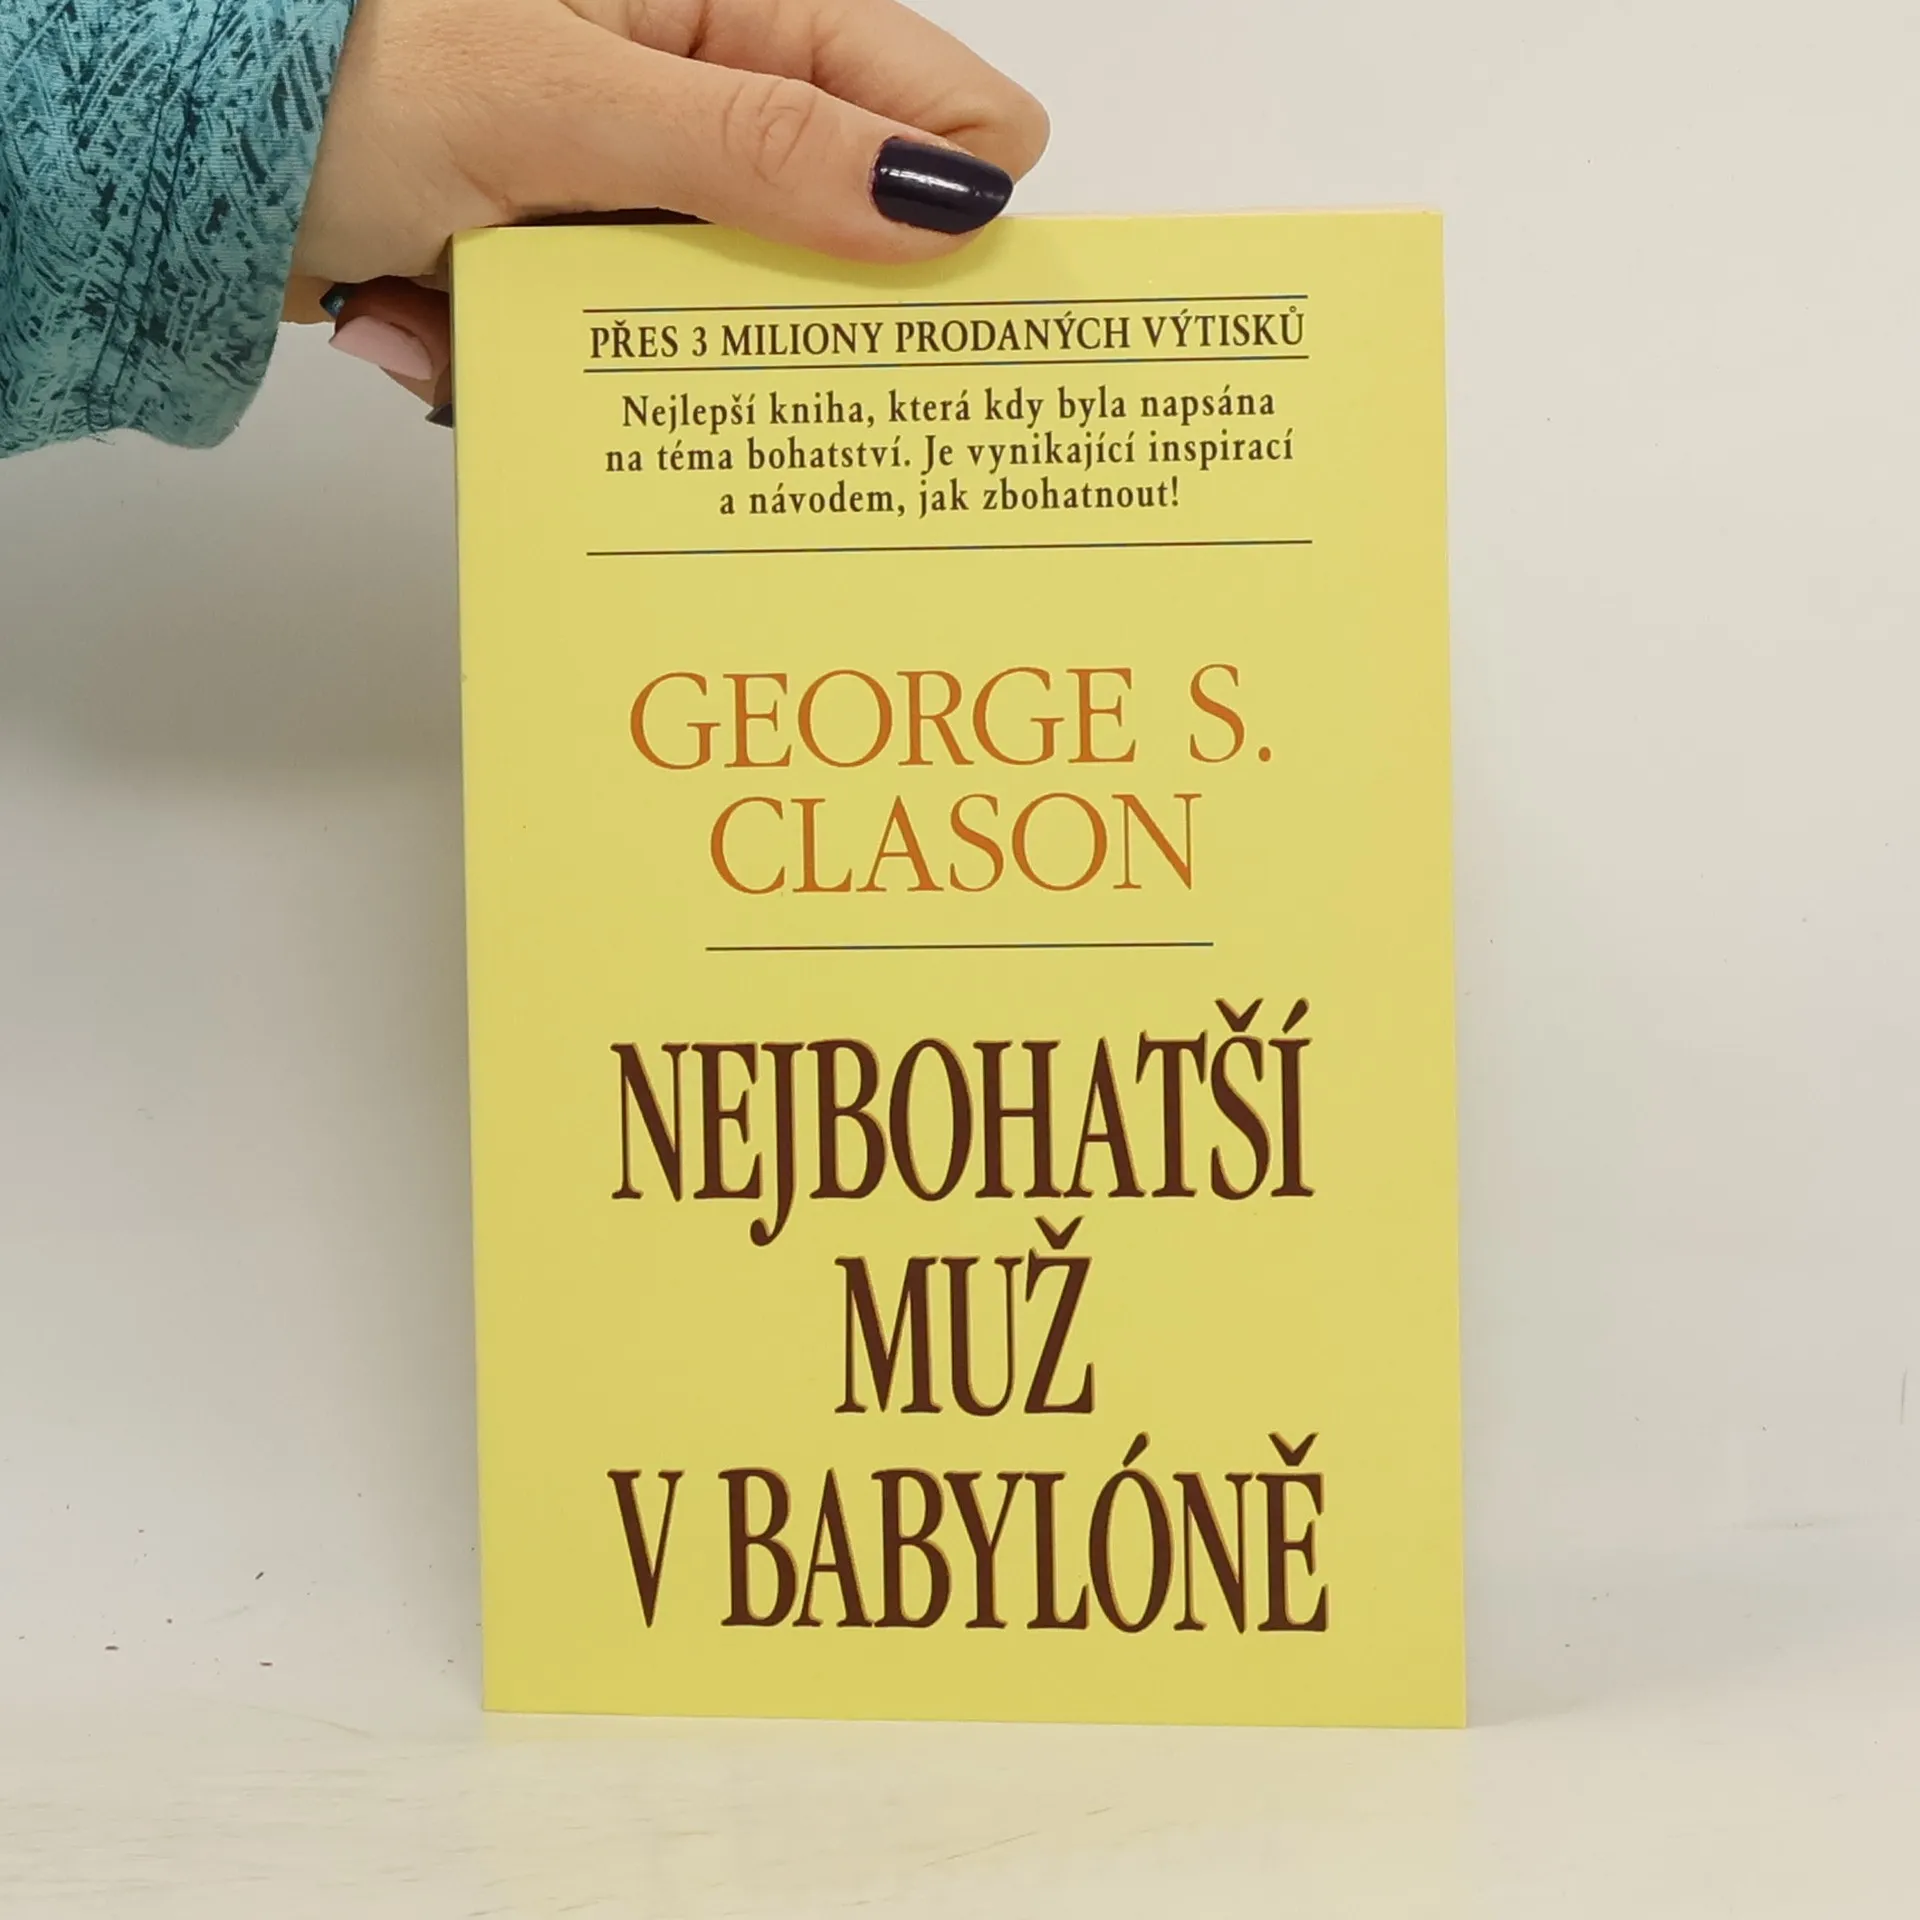 PŘES 3 MILIONY PRODANÝCH VÝTISKŮ
Nejlepší kniha, která kdy byla napsána
na téma bohatství. Je vynikající inspirací
a návodem, jak zbohatnout!
GEORGE S.
CLASON
NEJBOHATŠÍ
MUŽ
V BABYLÓNĚ